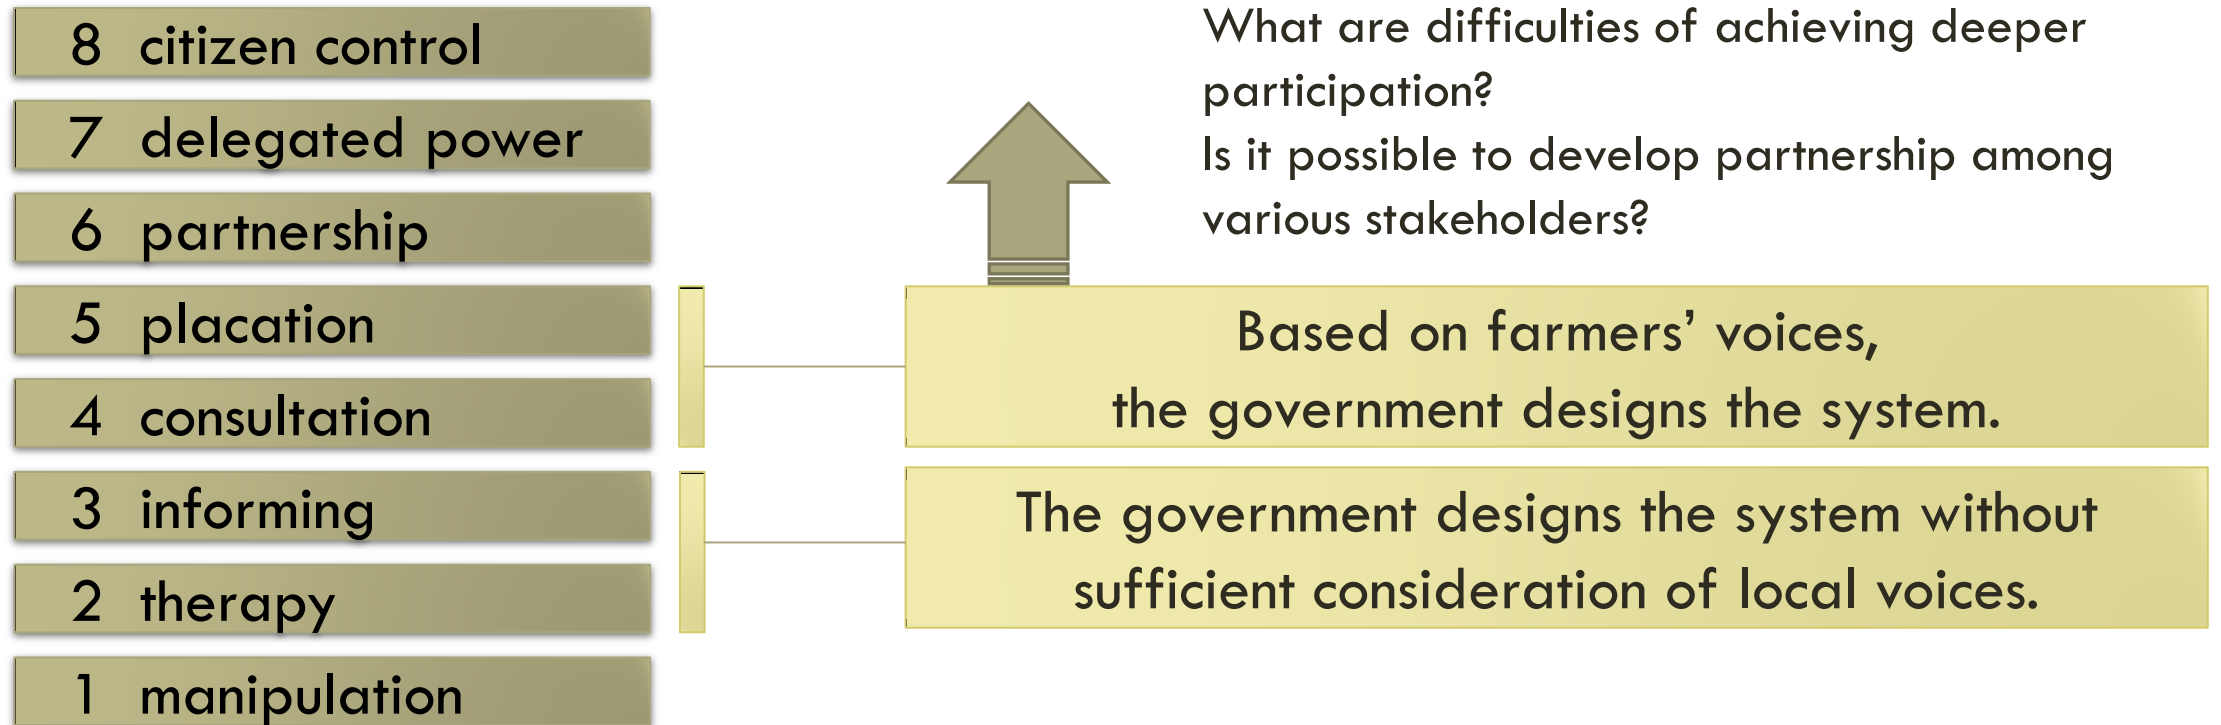 8 citizen control
7 delegated power
6 partnership
5 placation
4 consultation
3 informing
2 therapy
1 manipulation
What are difficulties of achieving deeper
participation?
Is it possible to develop partnership among
various stakeholders?
Based on farmers’ voices,
the government designs the system.
The government designs the system without
sufficient consideration of local voices.